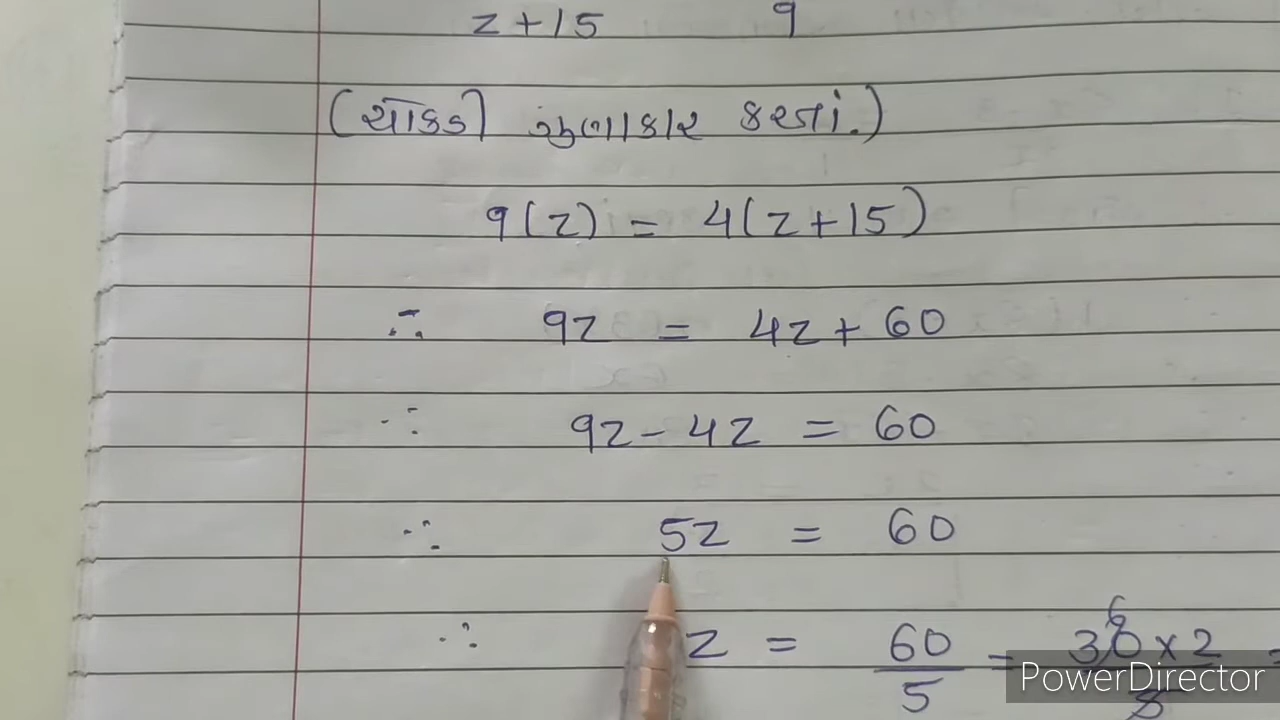 z + 15 9
(ચોકડી ગુણાકાર કરતાં.)
9(z) = 4(z+15)
∴ 9z = 4z + 60
∴ 9z - 4z = 60
∴ 5z = 60
∴ z = 60/5 = 30 6 × 2/5 =
PowerDirector